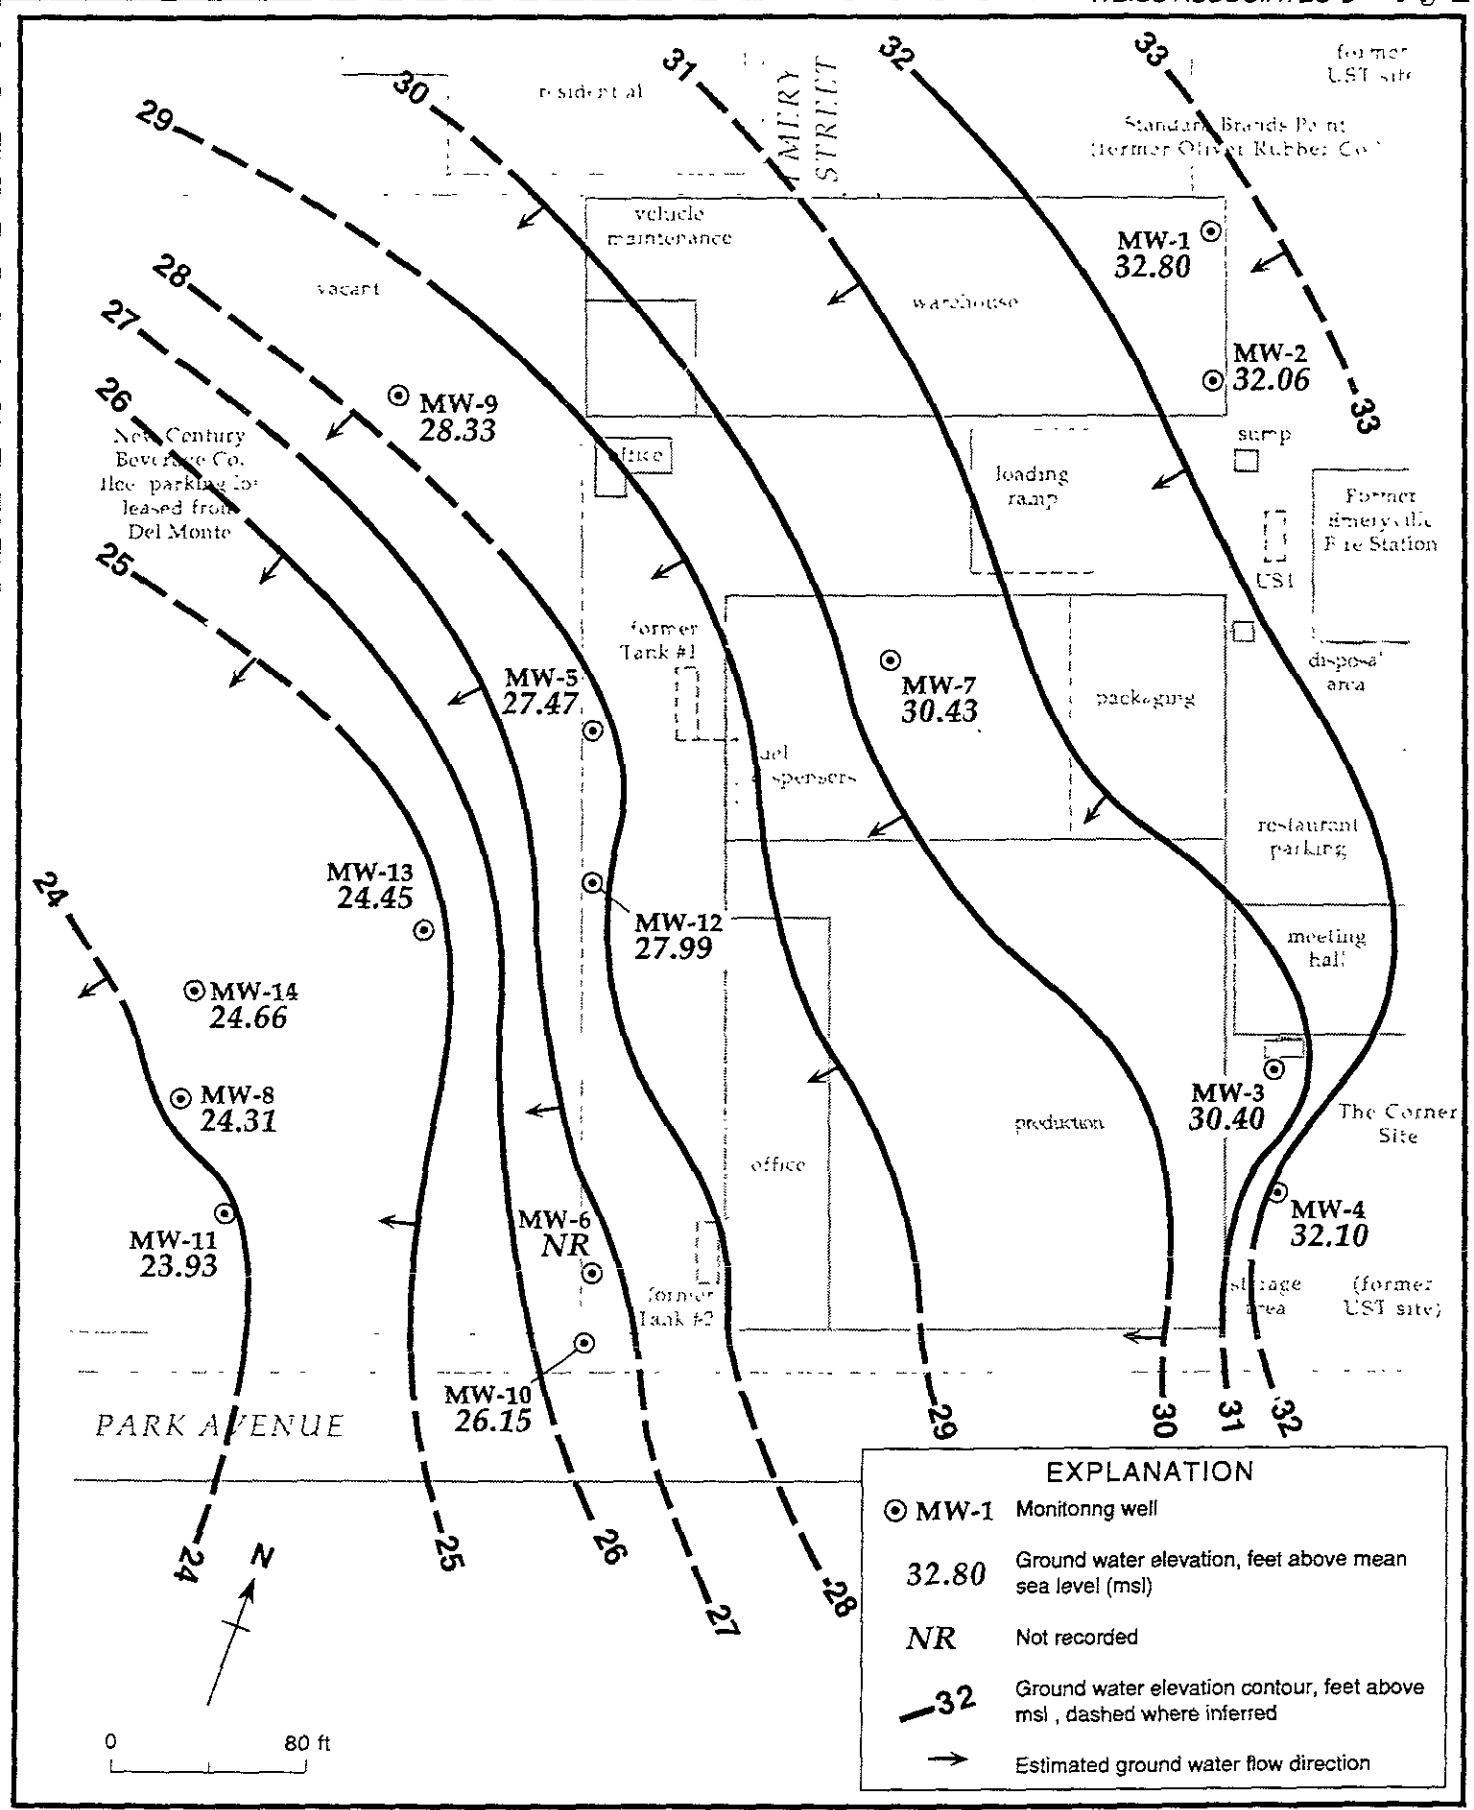 33
32
31
30
29
28
27
26
25
24
residential
EMERY
STREET
former
UST site
(former Oliver Rubber Co.)
vehicle
maintenance
vacant
warehouse
MW-1
32.80
MW-2
32.06
33
MW-9
28.33
New Century
Beverage Co.
parking lot
leased from
Del Monte
office
loading
ramp
sump
UST
Former
Emeryville
Fire Station
disposal
area
former
Tank #1
MW-5
27.47
MW-7
30.43
packaging
restaurant
parking
MW-13
24.45
MW-12
27.99
meeting
hall
MW-14
24.66
MW-8
24.31
MW-11
23.93
MW-3
30.40
The Corner
Site
production
office
MW-6
NR
MW-4
32.10
storage
area
(former
UST site)
former
Tank #2
MW-10
26.15
PARK AVENUE
24
25
26
27
28
29
30
31
32
N
0 80 ft
EXPLANATION
MW-1 Monitoring well
32.80 Ground water elevation, feet above mean
sea level (msl)
NR Not recorded
32 Ground water elevation contour, feet above
msl , dashed where inferred
Estimated ground water flow direction